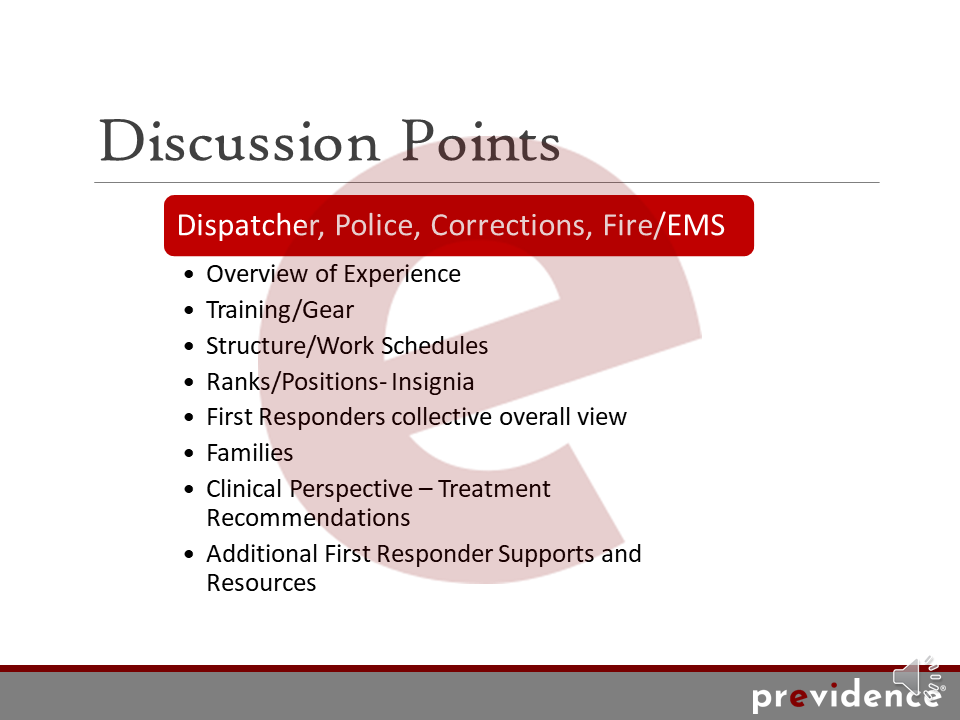 Discussion Points
Dispatcher, Police, Corrections, Fire/EMS
• Overview of Experience
• Training/Gear
• Structure/Work Schedules
• Ranks/Positions- Insignia
• First Responders collective overall view
• Families
• Clinical Perspective – Treatment
Recommendations
• Additional First Responder Supports and
Resources
e
previdence®